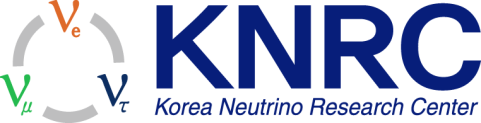 νe
νμ
ντ
KNRC
Korea Neutrino Research Center